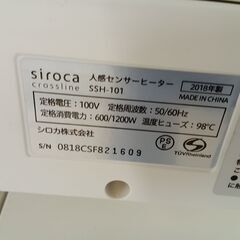 siroca 人感センサーヒーター
crossline SSH-101
2018年製
MADE IN CHINA
定格電圧：100V 定格周波数：50/60Hz
定格消費電力：600/1200W 温度ヒューズ：98℃
シロカ株式会社
S/N 0818CSF821609
PSE
TÜVRheinland